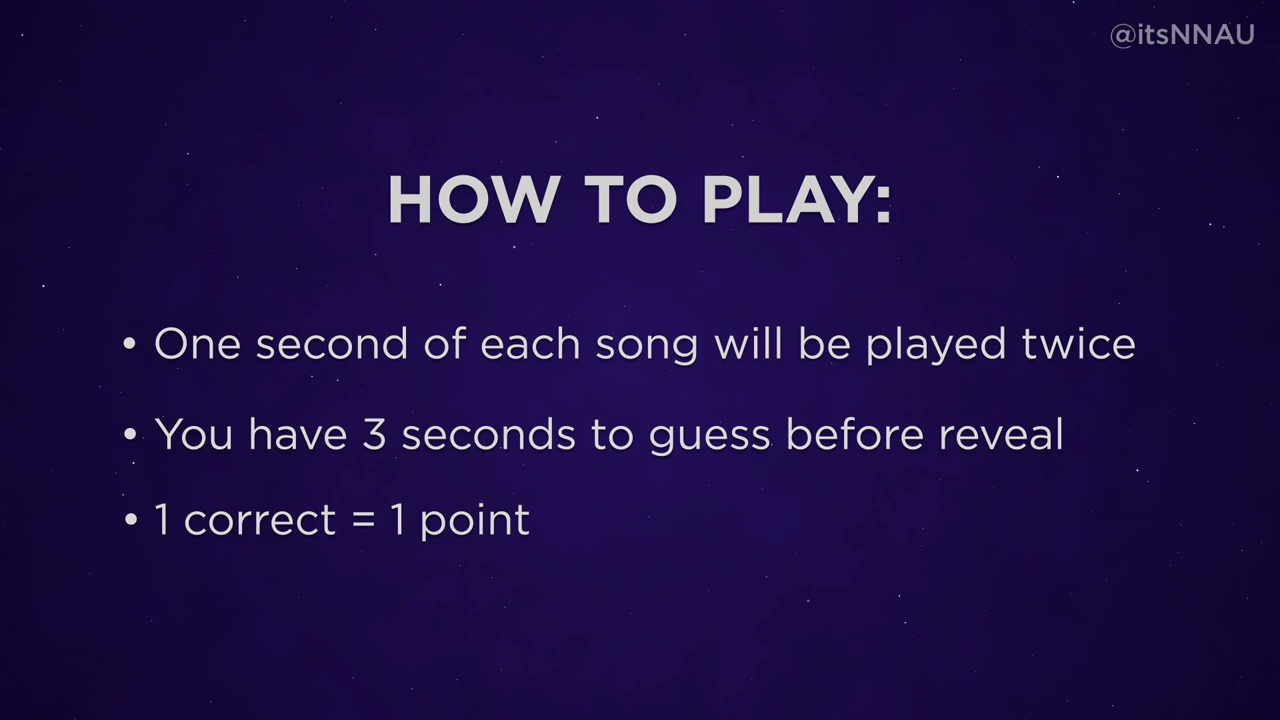 @itsNNAU
HOW TO PLAY:
• One second of each song will be played twice
• You have 3 seconds to guess before reveal
• 1 correct = 1 point